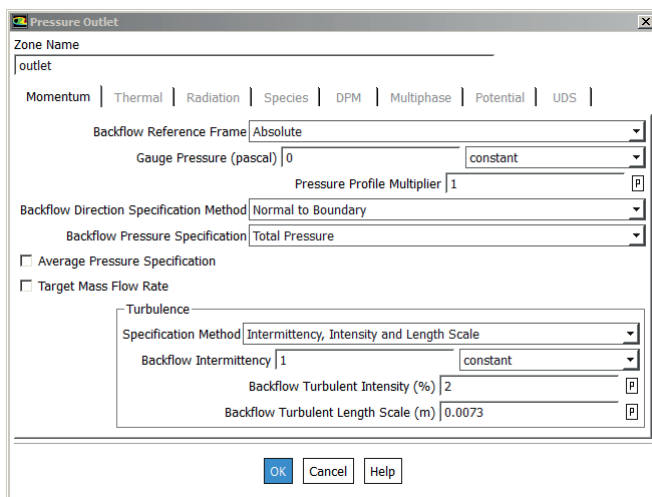 Pressure Outlet
Zone Name
outlet
Momentum Thermal Radiation Species DPM Multiphase Potential UDS
Backflow Reference Frame Absolute
Gauge Pressure (pascal) 0 constant
Pressure Profile Multiplier 1 P
Backflow Direction Specification Method Normal to Boundary
Backflow Pressure Specification Total Pressure
Average Pressure Specification
Target Mass Flow Rate
Turbulence
Specification Method Intermittency, Intensity and Length Scale
Backflow Intermittency 1 constant
Backflow Turbulent Intensity (%) 2 P
Backflow Turbulent Length Scale (m) 0.0073 P
OK Cancel Help